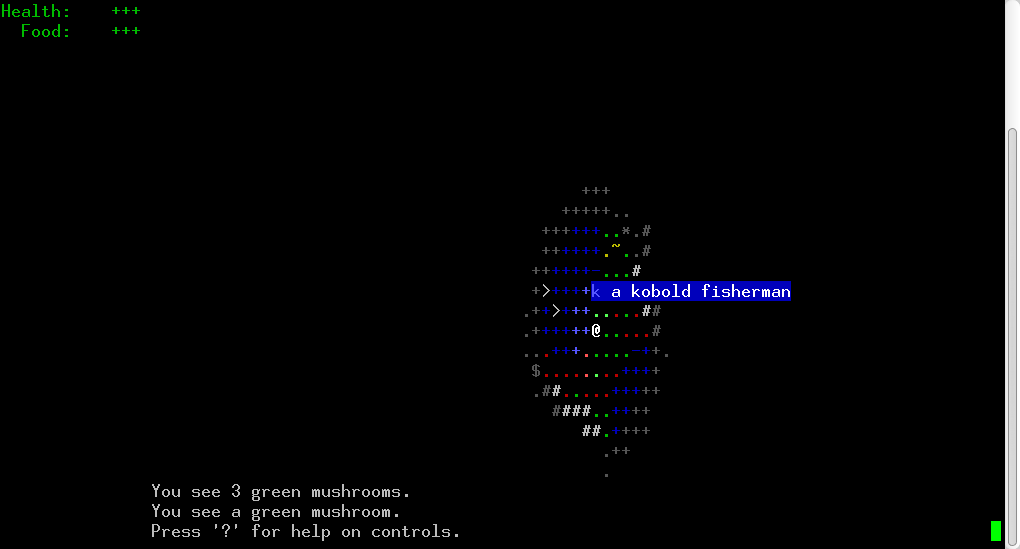 Health: +++
Food: +++
+++
+++++..
++++++..*.#
++++++.~..#
+++++++...#
+>++++k a kobold fisherman
.++>+++.....##
.++++++@.....#
...+++.....+++.
$........++++
.##.....+++++
####..++++
##.++++
.++
.
You see 3 green mushrooms.
You see a green mushroom.
Press '?' for help on controls.